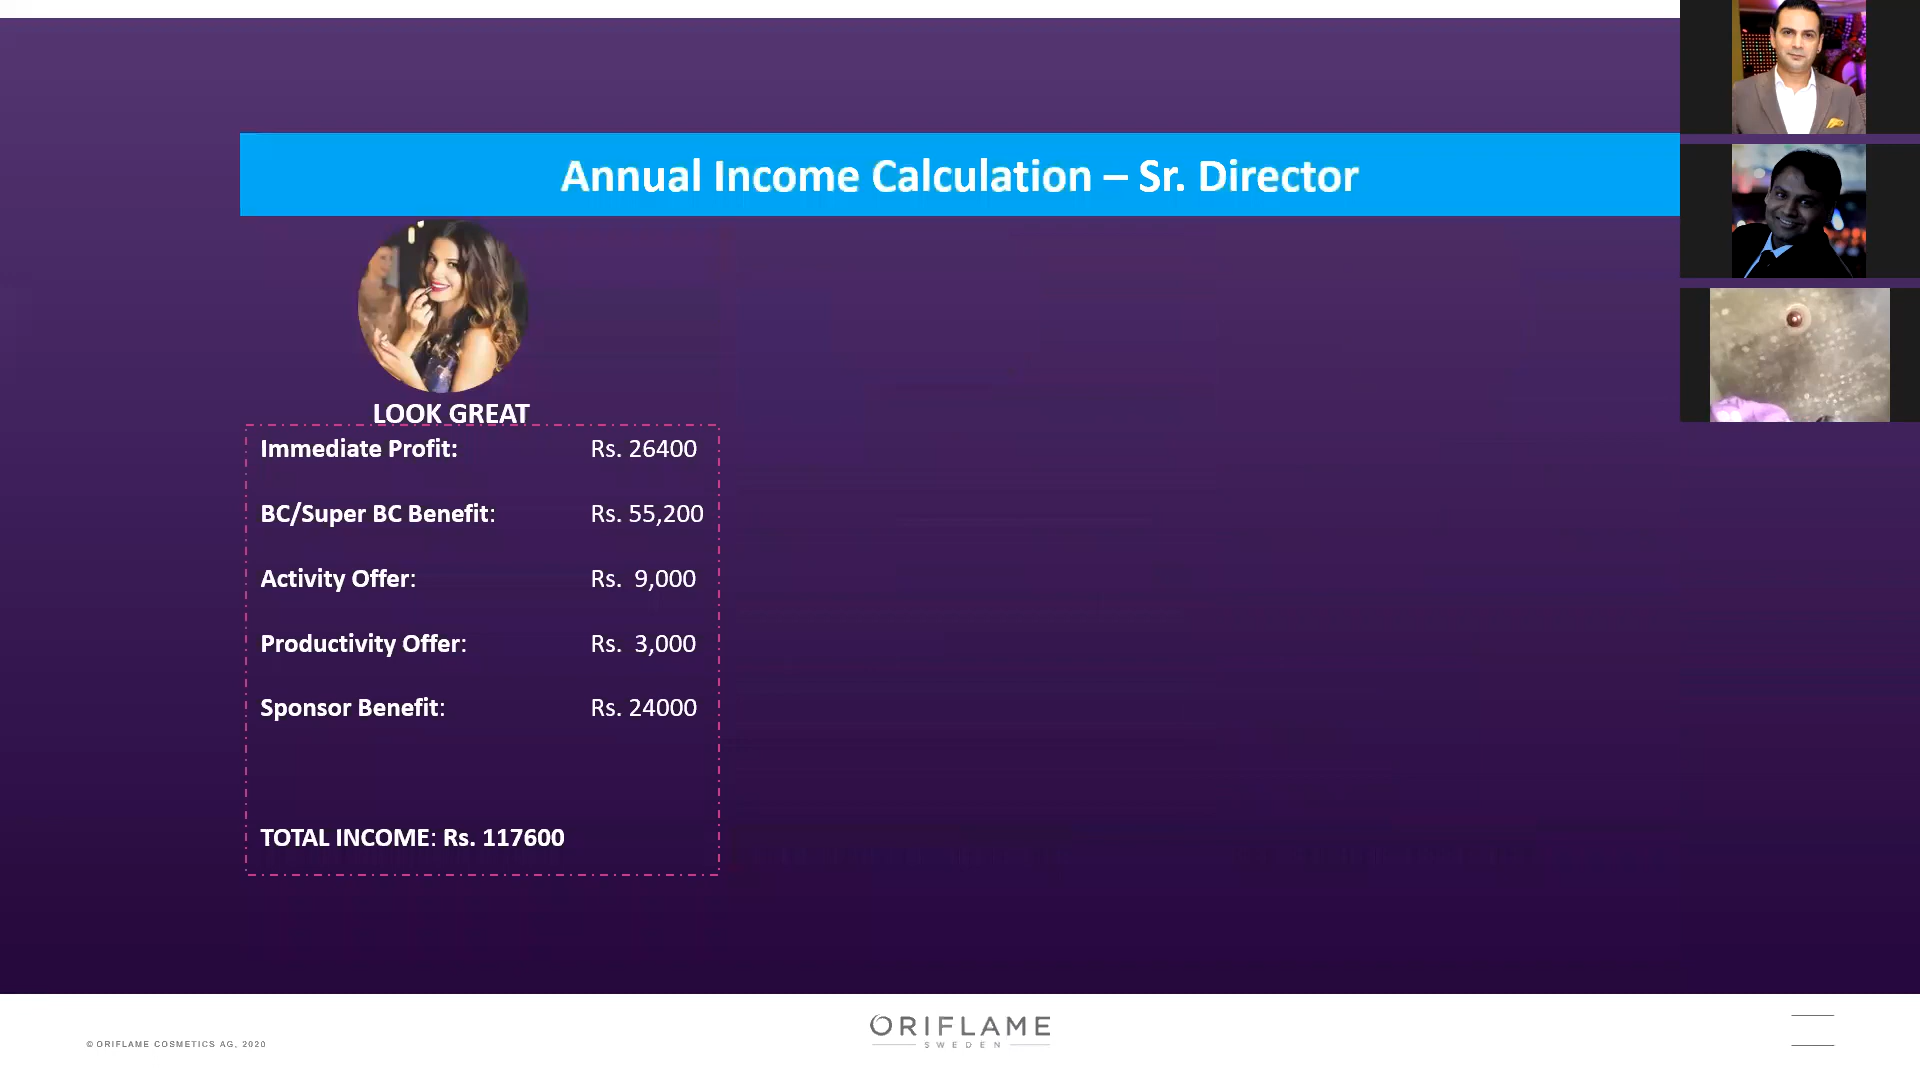 Annual Income Calculation – Sr. Director
LOOK GREAT
Immediate Profit: Rs. 26400
BC/Super BC Benefit: Rs. 55,200
Activity Offer: Rs. 9,000
Productivity Offer: Rs. 3,000
Sponsor Benefit: Rs. 24000
TOTAL INCOME: Rs. 117600
© ORIFLAME COSMETICS AG, 2020
ORIFLAME
SWEDEN